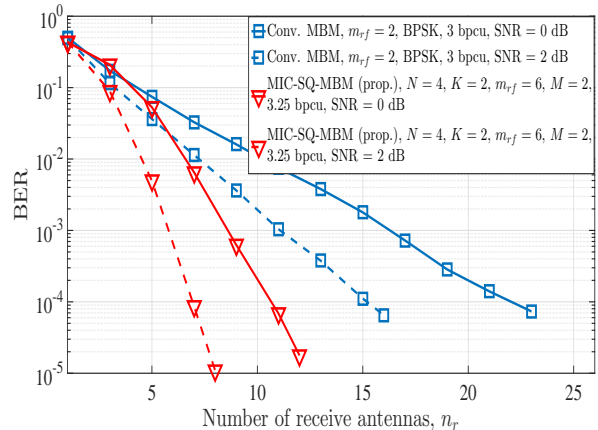 10^0
10^-1
10^-2
10^-3
10^-4
10^-5
BER
Conv. MBM, m_rf = 2, BPSK, 3 bpcu, SNR = 0 dB
Conv. MBM, m_rf = 2, BPSK, 3 bpcu, SNR = 2 dB
MIC-SQ-MBM (prop.), N = 4, K = 2, m_rf = 6, M = 2,
3.25 bpcu, SNR = 0 dB
MIC-SQ-MBM (prop.), N = 4, K = 2, m_rf = 6, M = 2,
3.25 bpcu, SNR = 2 dB
5 10 15 20 25
Number of receive antennas, n_r